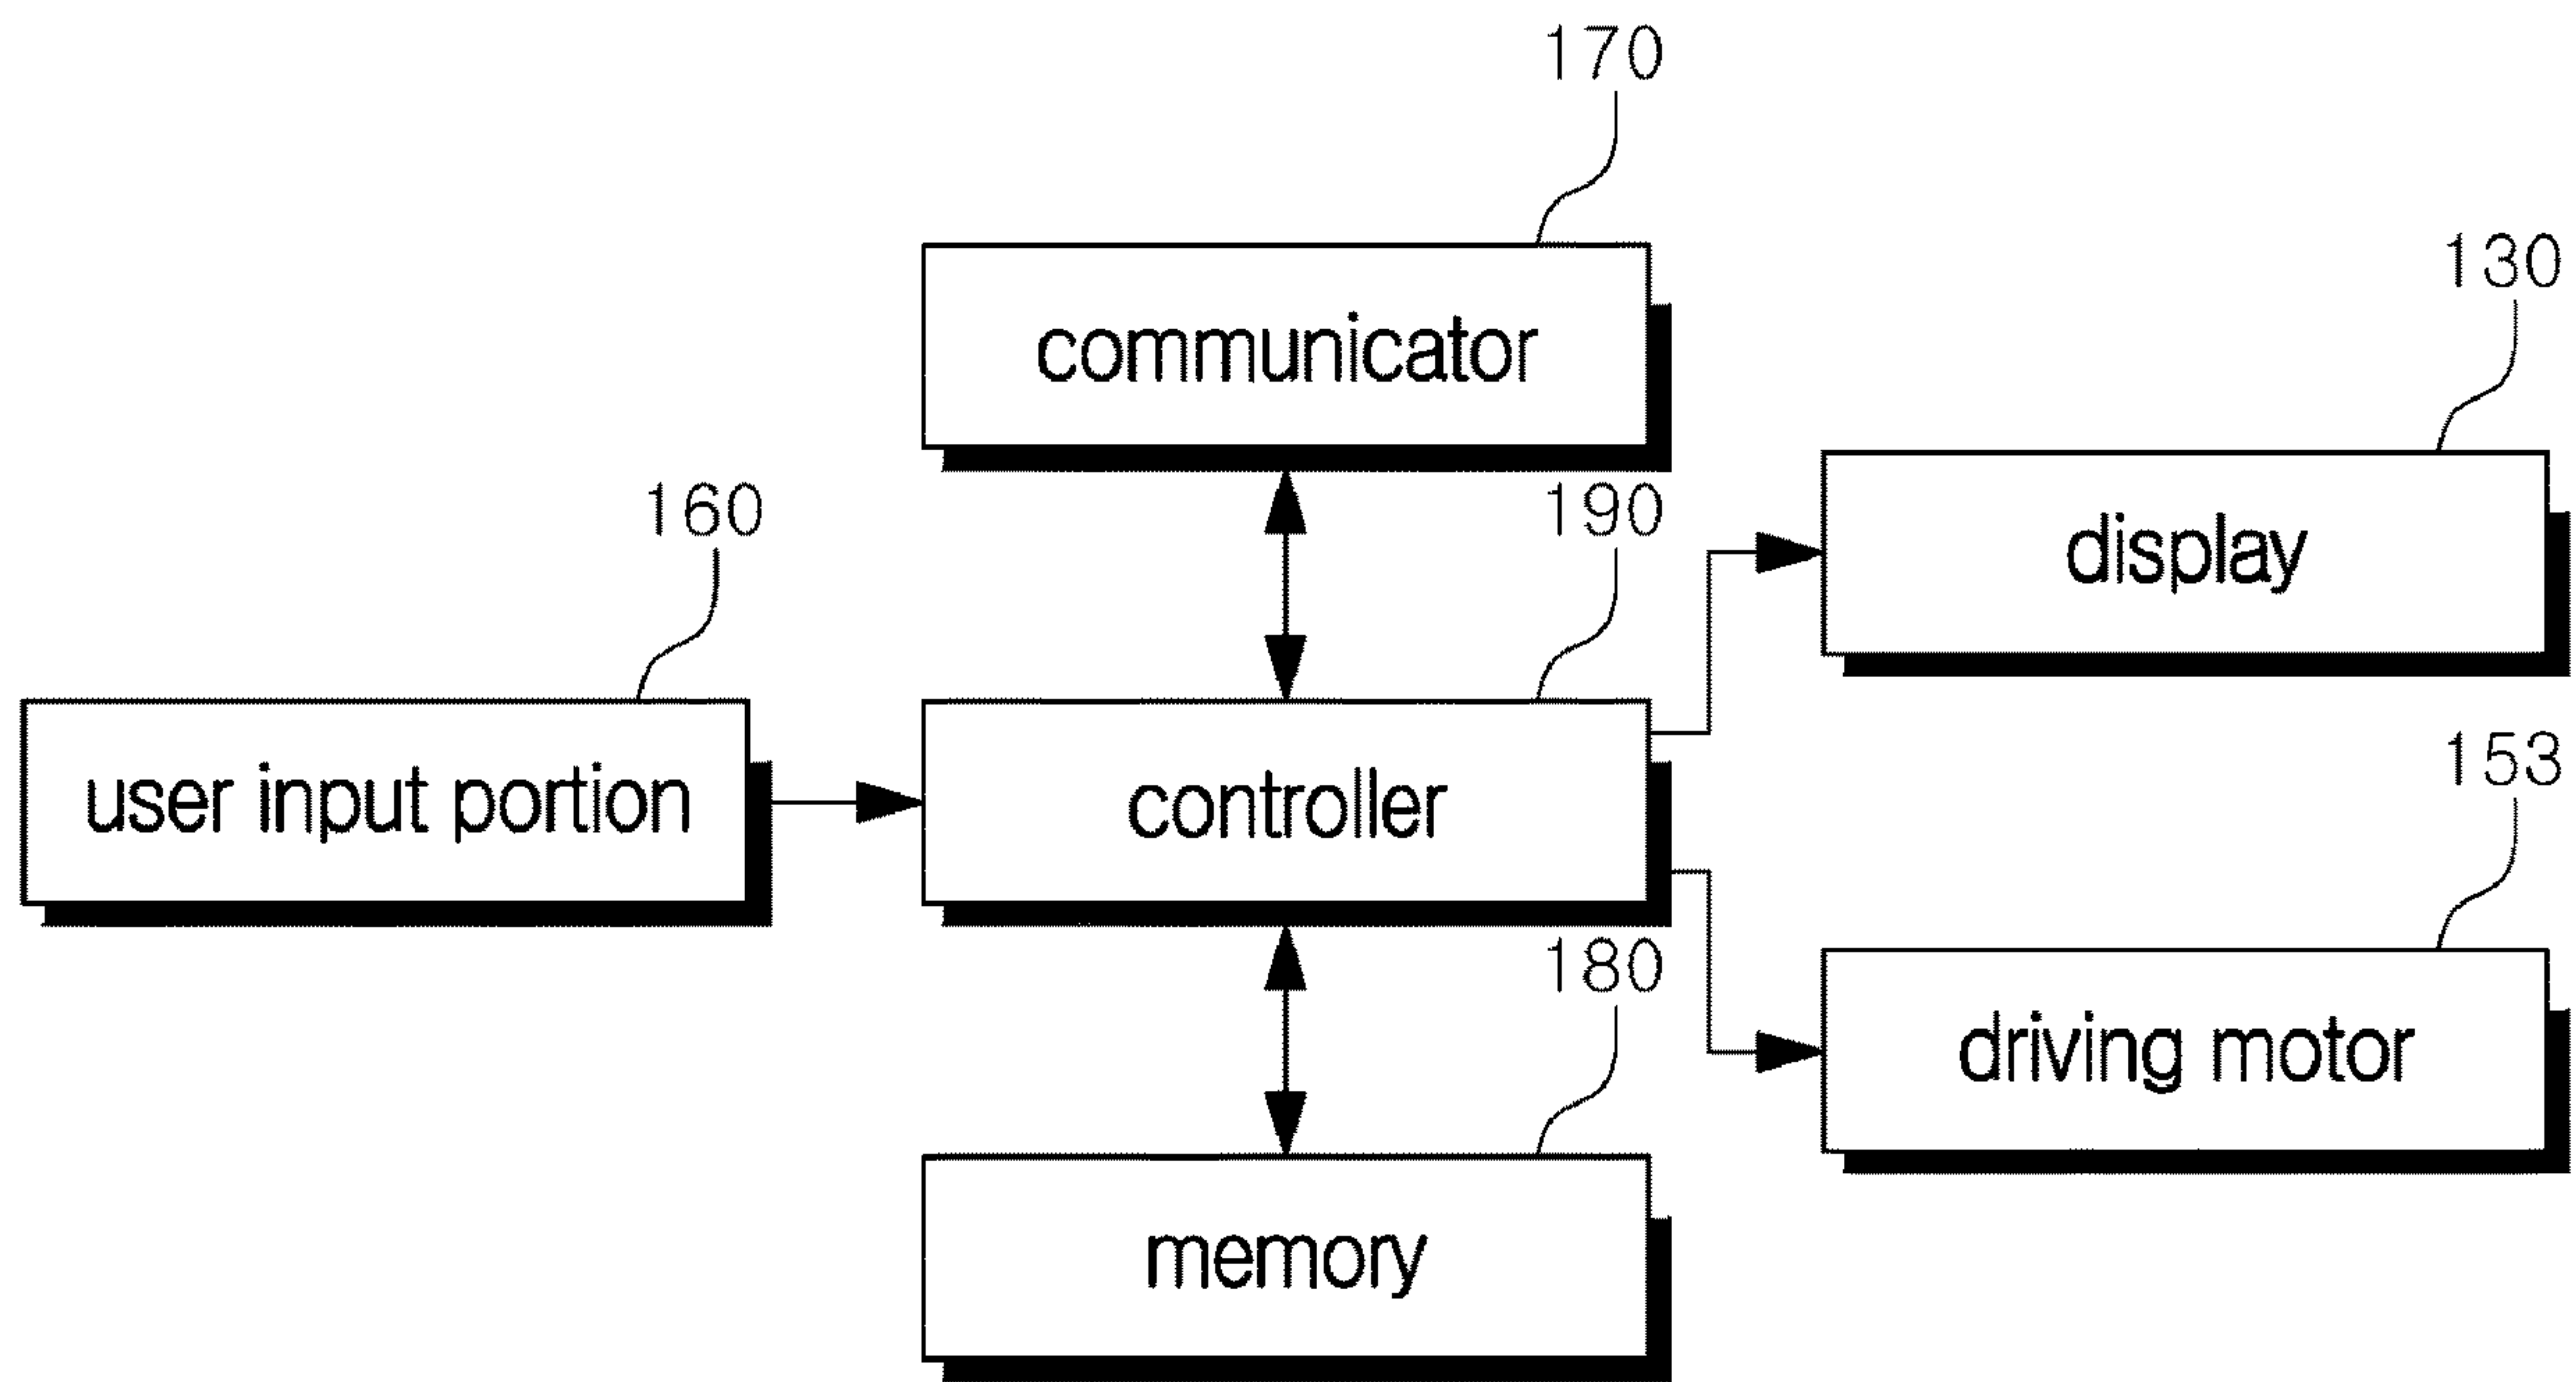 170
communicator
130
display
160
user input portion
190
controller
153
driving motor
180
memory